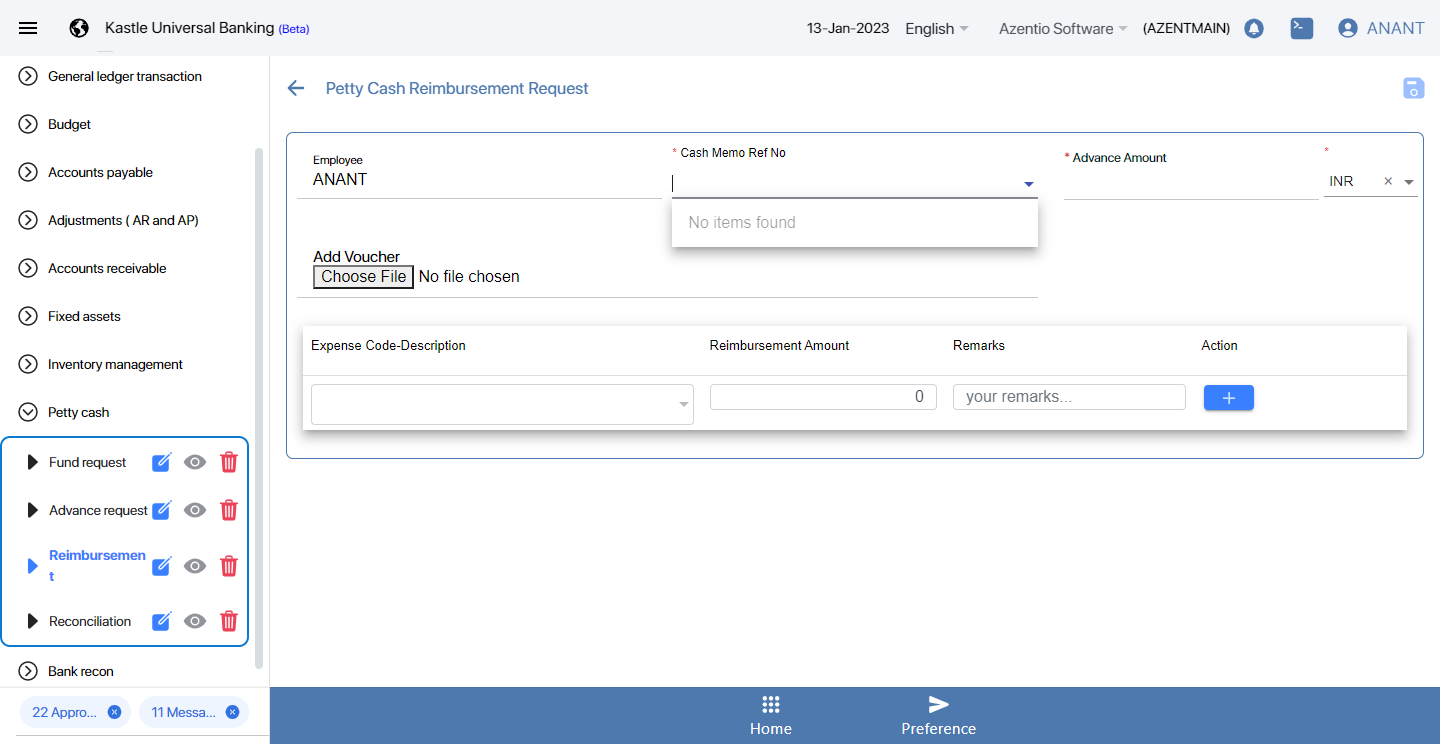 Kastle Universal Banking (Beta)
13-Jan-2023
English
Azentio Software
(AZENTMAIN)
ANANT
General ledger transaction
Budget
Accounts payable
Adjustments ( AR and AP)
Accounts receivable
Fixed assets
Inventory management
Petty cash
Fund request
Advance request
Reimbursemen
t
Reconciliation
Bank recon
22 Appro...
11 Messa...
Petty Cash Reimbursement Request
Employee
ANANT
* Cash Memo Ref No
No items found
* Advance Amount
*
INR ×
Add Voucher
Choose File No file chosen
Expense Code-Description Reimbursement Amount Remarks Action
0 your remarks... +
Home Preference